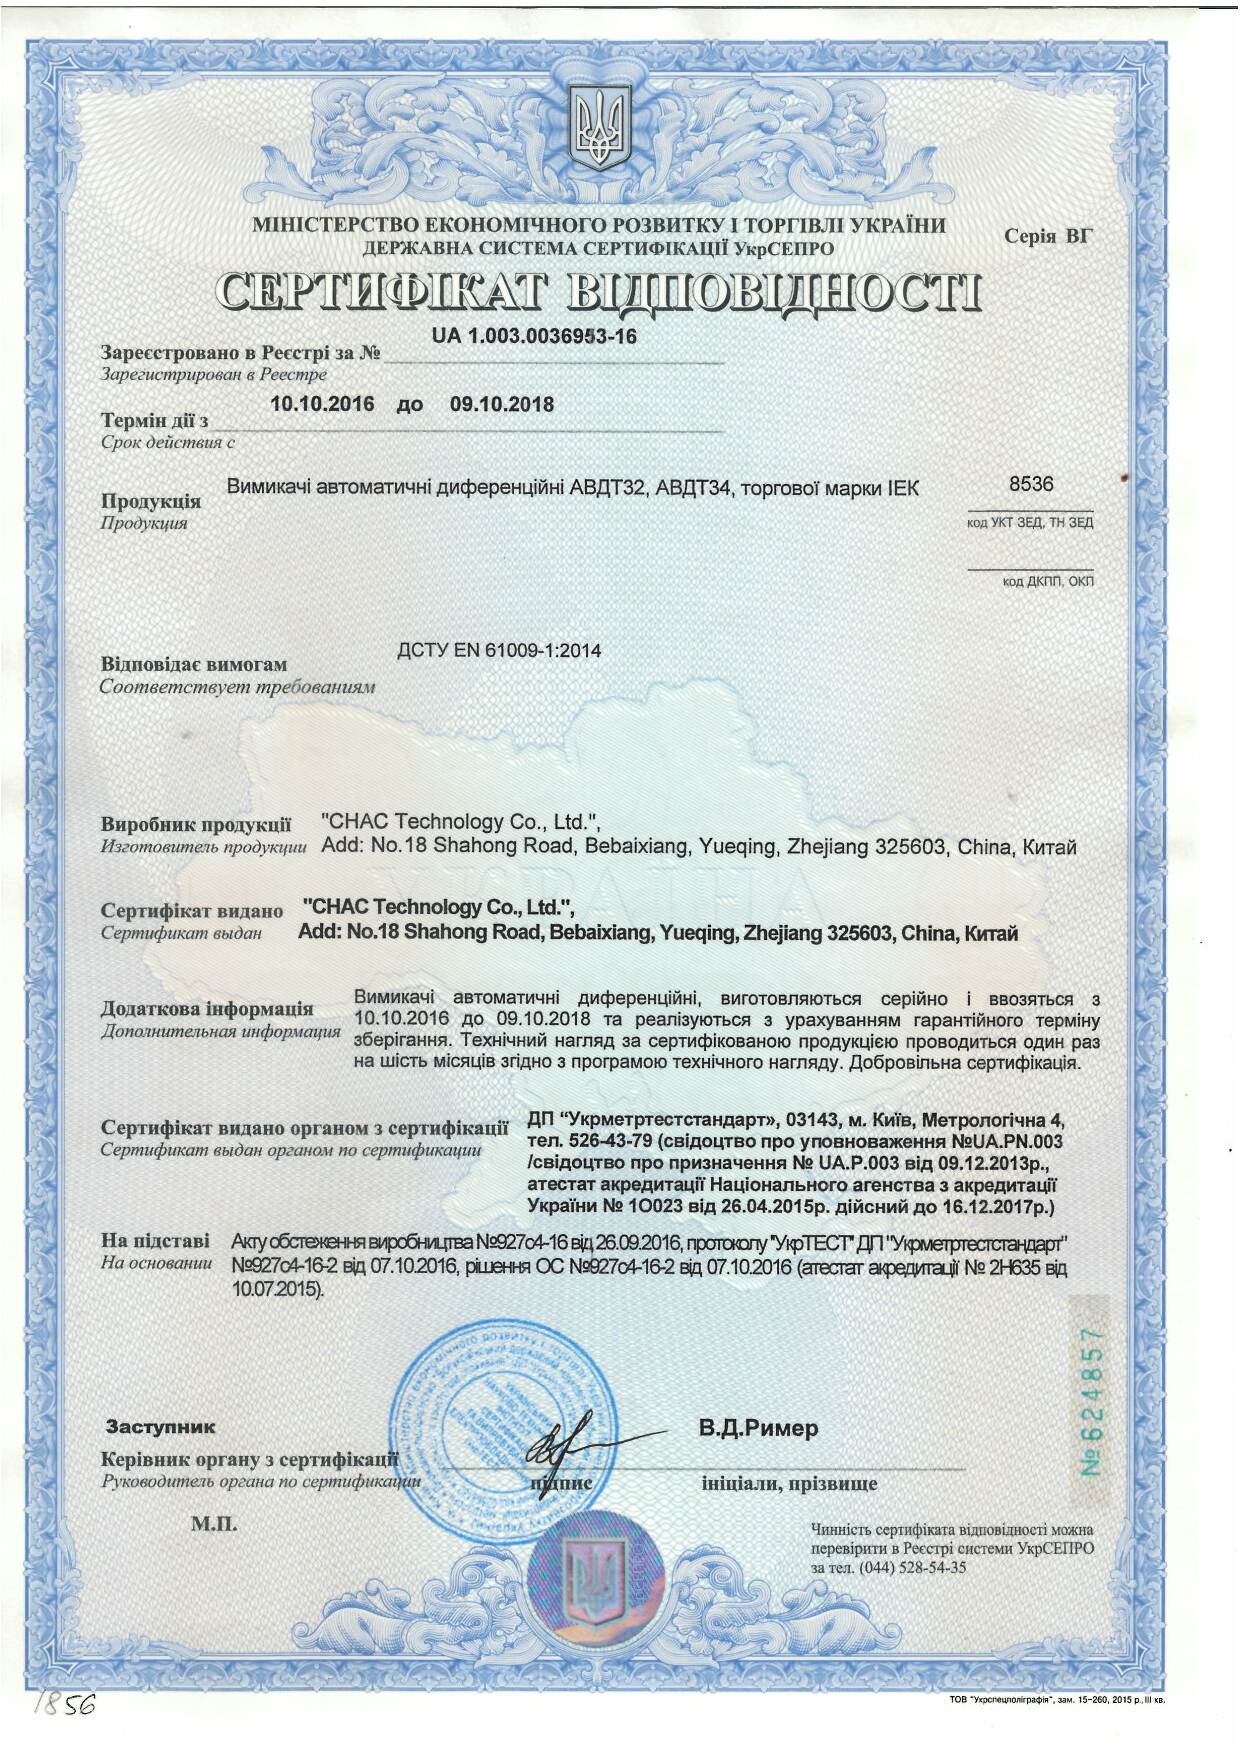 МІНІСТЕРСТВО ЕКОНОМІЧНОГО РОЗВИТКУ І ТОРГІВЛІ УКРАЇНИ
ДЕРЖАВНА СИСТЕМА СЕРТИФІКАЦІЇ УкрСЕПРО
Серія ВГ
СЕРТИФІКАТ ВІДПОВІДНОСТІ
UA 1.003.0036953-16
Зареєстровано в Реєстрі за №
Зарегистрирован в Реестре
10.10.2016 до 09.10.2018
Термін дії з
Срок действия с
Вимикачі автоматичні диференційні АВДТ32, АВДТ34, торгової марки ІЕК
8536
Продукція
Продукция
код УКТ ЗЕД, ТН ЗЕД
код ДКПП, ОКП
ДСТУ EN 61009-1:2014
Відповідає вимогам
Соответствует требованиям
Виробник продукції "CHAC Technology Co., Ltd.",
Изготовитель продукции Add: No.18 Shahong Road, Bebaixiang, Yueqing, Zhejiang 325603, China, Китай
УКРАЇНА
Сертифікат видано "CHAC Technology Co., Ltd.",
Сертификат выдан Add: No.18 Shahong Road, Bebaixiang, Yueqing, Zhejiang 325603, China, Китай
Додаткова інформація
Дополнительная информация
Вимикачі автоматичні диференційні, виготовляються серійно і ввозяться з
10.10.2016 до 09.10.2018 та реалізуються з урахуванням гарантійного терміну
зберігання. Технічний нагляд за сертифікованою продукцією проводиться один раз
на шість місяців згідно з програмою технічного нагляду. Добровільна сертифікація.
Сертифікат видано органом з сертифікації
Сертификат выдан органом по сертификации
ДП “Укрметртестстандарт», 03143, м. Київ, Метрологічна 4,
тел. 526-43-79 (свідоцтво про уповноваження №UA.PN.003
/свідоцтво про призначення № UA.P.003 від 09.12.2013р.,
атестат акредитації Національного агенства з акредитації
України № 1О023 від 26.04.2015р. дійсний до 16.12.2017р.)
На підставі
На основании
Акту обстеження виробництва №927с4-16 від 26.09.2016, протоколу "УкрТЕСТ" ДП "Укрметртестстандарт"
№927с4-16-2 від 07.10.2016, рішення ОС №927с4-16-2 від 07.10.2016 (атестат акредитації № 2Н635 від
10.07.2015).
№ 624857
Заступник
В.Д.Ример
Керівник органу з сертифікації
Руководитель органа по сертификации
підпис
ініціали, прізвище
М.П.
Чинність сертифіката відповідності можна
перевірити в Реєстрі системи УкрСЕПРО
за тел. (044) 528-54-35
1856
ТОВ "Укрспецполіграфія", зам. 15–260, 2015 р., III кв.